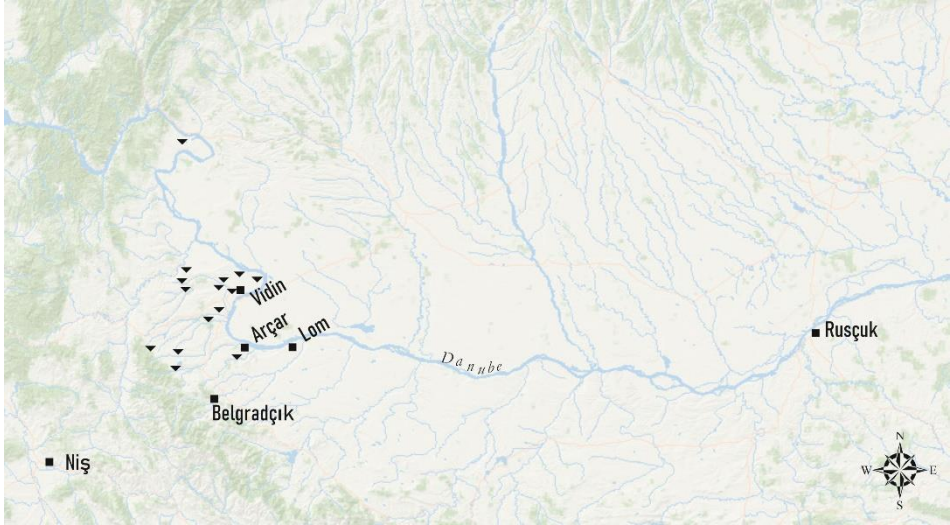 Vidin
Arçar
Lom
Rusçuk
Danube
Belgradçık
Niş
N
W
E
S